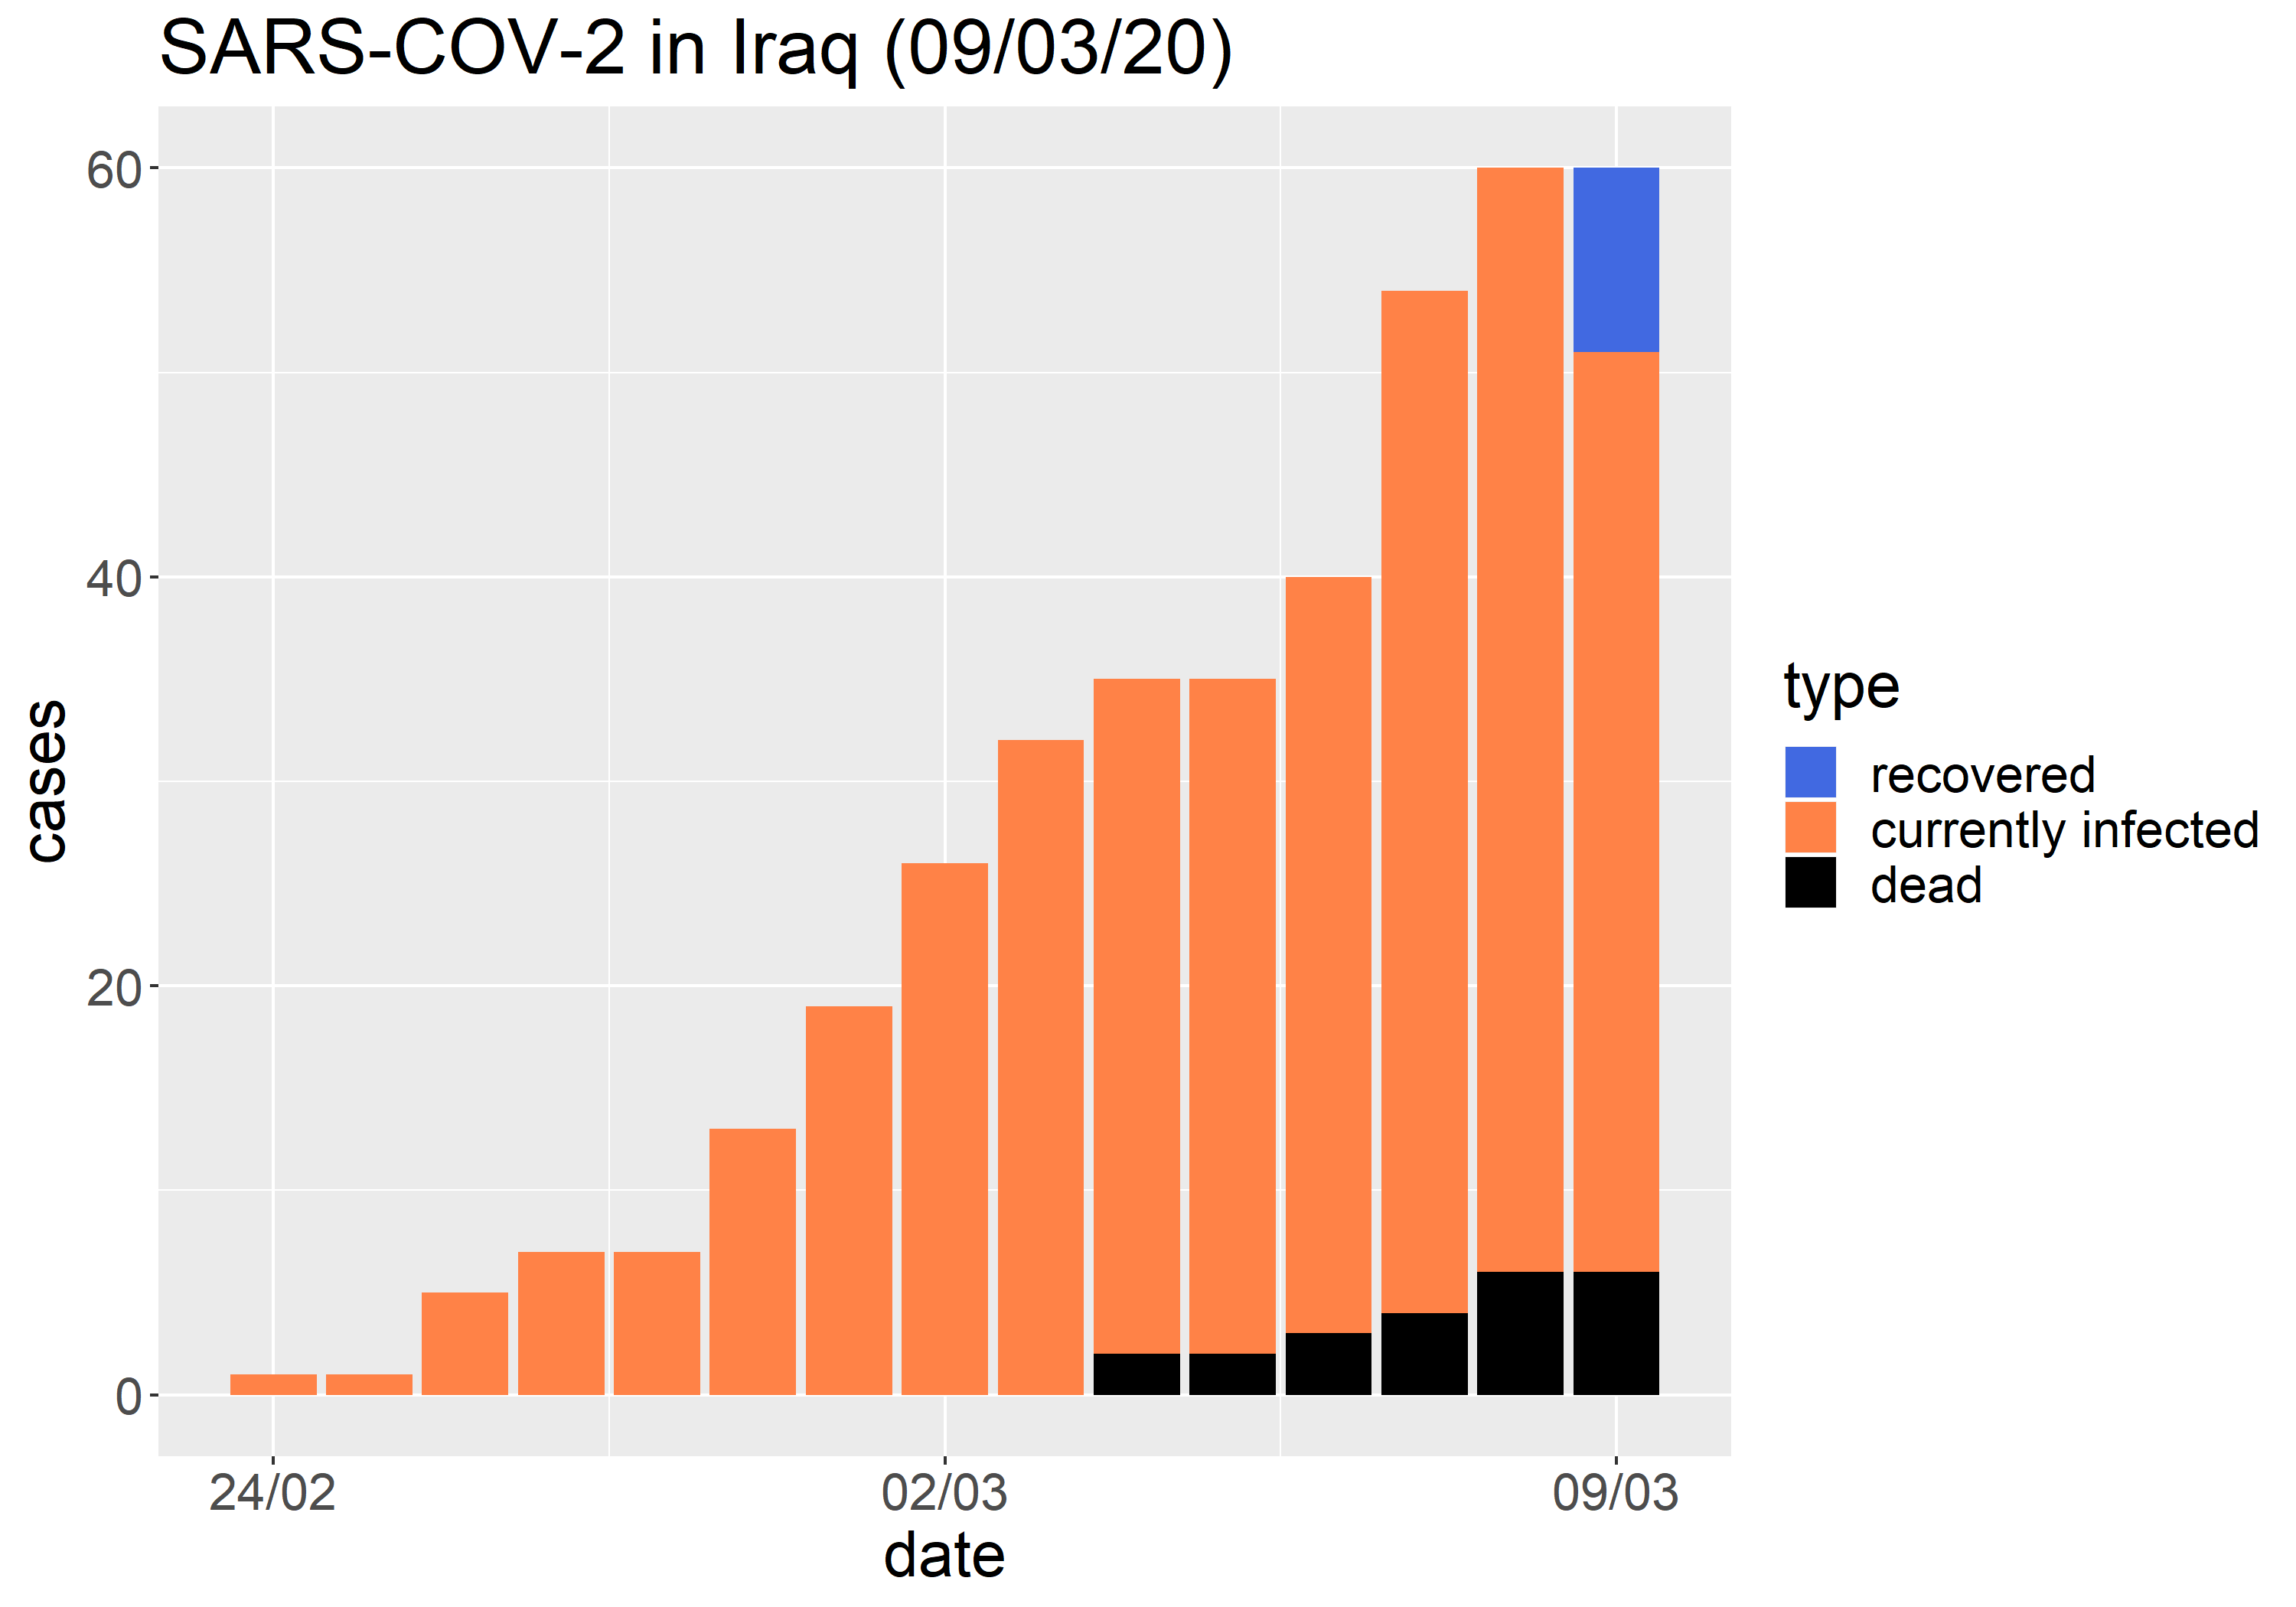 SARS-COV-2 in Iraq (09/03/20)
60
40
20
0
cases
24/02
02/03
09/03
date
type
recovered
currently infected
dead